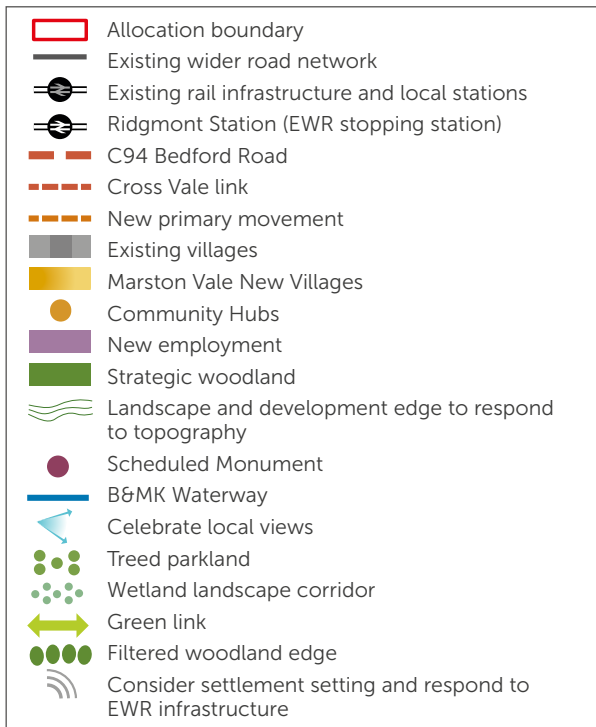 Allocation boundary
Existing wider road network
Existing rail infrastructure and local stations
Ridgmont Station (EWR stopping station)
C94 Bedford Road
Cross Vale link
New primary movement
Existing villages
Marston Vale New Villages
Community Hubs
New employment
Strategic woodland
Landscape and development edge to respond
to topography
Scheduled Monument
B&MK Waterway
Celebrate local views
Treed parkland
Wetland landscape corridor
Green link
Filtered woodland edge
Consider settlement setting and respond to
EWR infrastructure